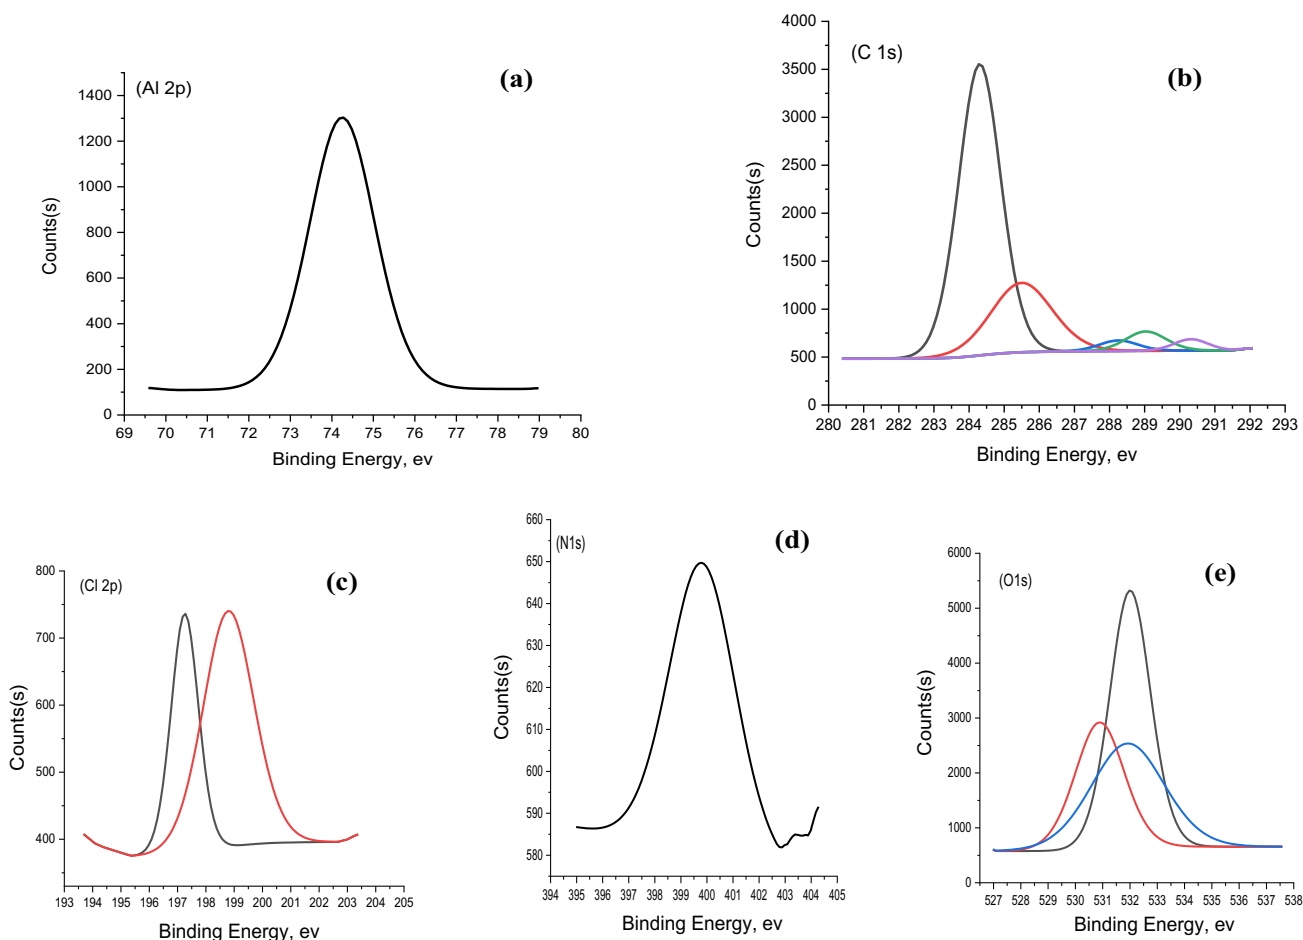 (a)
(Al 2p)
1400
1200
1000
800
600
400
200
0
69 70 71 72 73 74 75 76 77 78 79 80
Counts(s)
Binding Energy, ev
(b)
(C 1s)
4000
3500
3000
2500
2000
1500
1000
500
0
280 281 282 283 284 285 286 287 288 289 290 291 292 293
Counts(s)
Binding Energy, ev
(c)
(Cl 2p)
800
700
600
500
400
193 194 195 196 197 198 199 200 201 202 203 204 205
Counts(s)
Binding Energy, ev
(d)
(N1s)
660
650
640
630
620
610
600
590
580
394 395 396 397 398 399 400 401 402 403 404 405
Counts(s)
Binding Energy, ev
(e)
(O1s)
6000
5000
4000
3000
2000
1000
0
527 528 529 530 531 532 533 534 535 536 537 538
Counts(s)
Binding Energy, ev